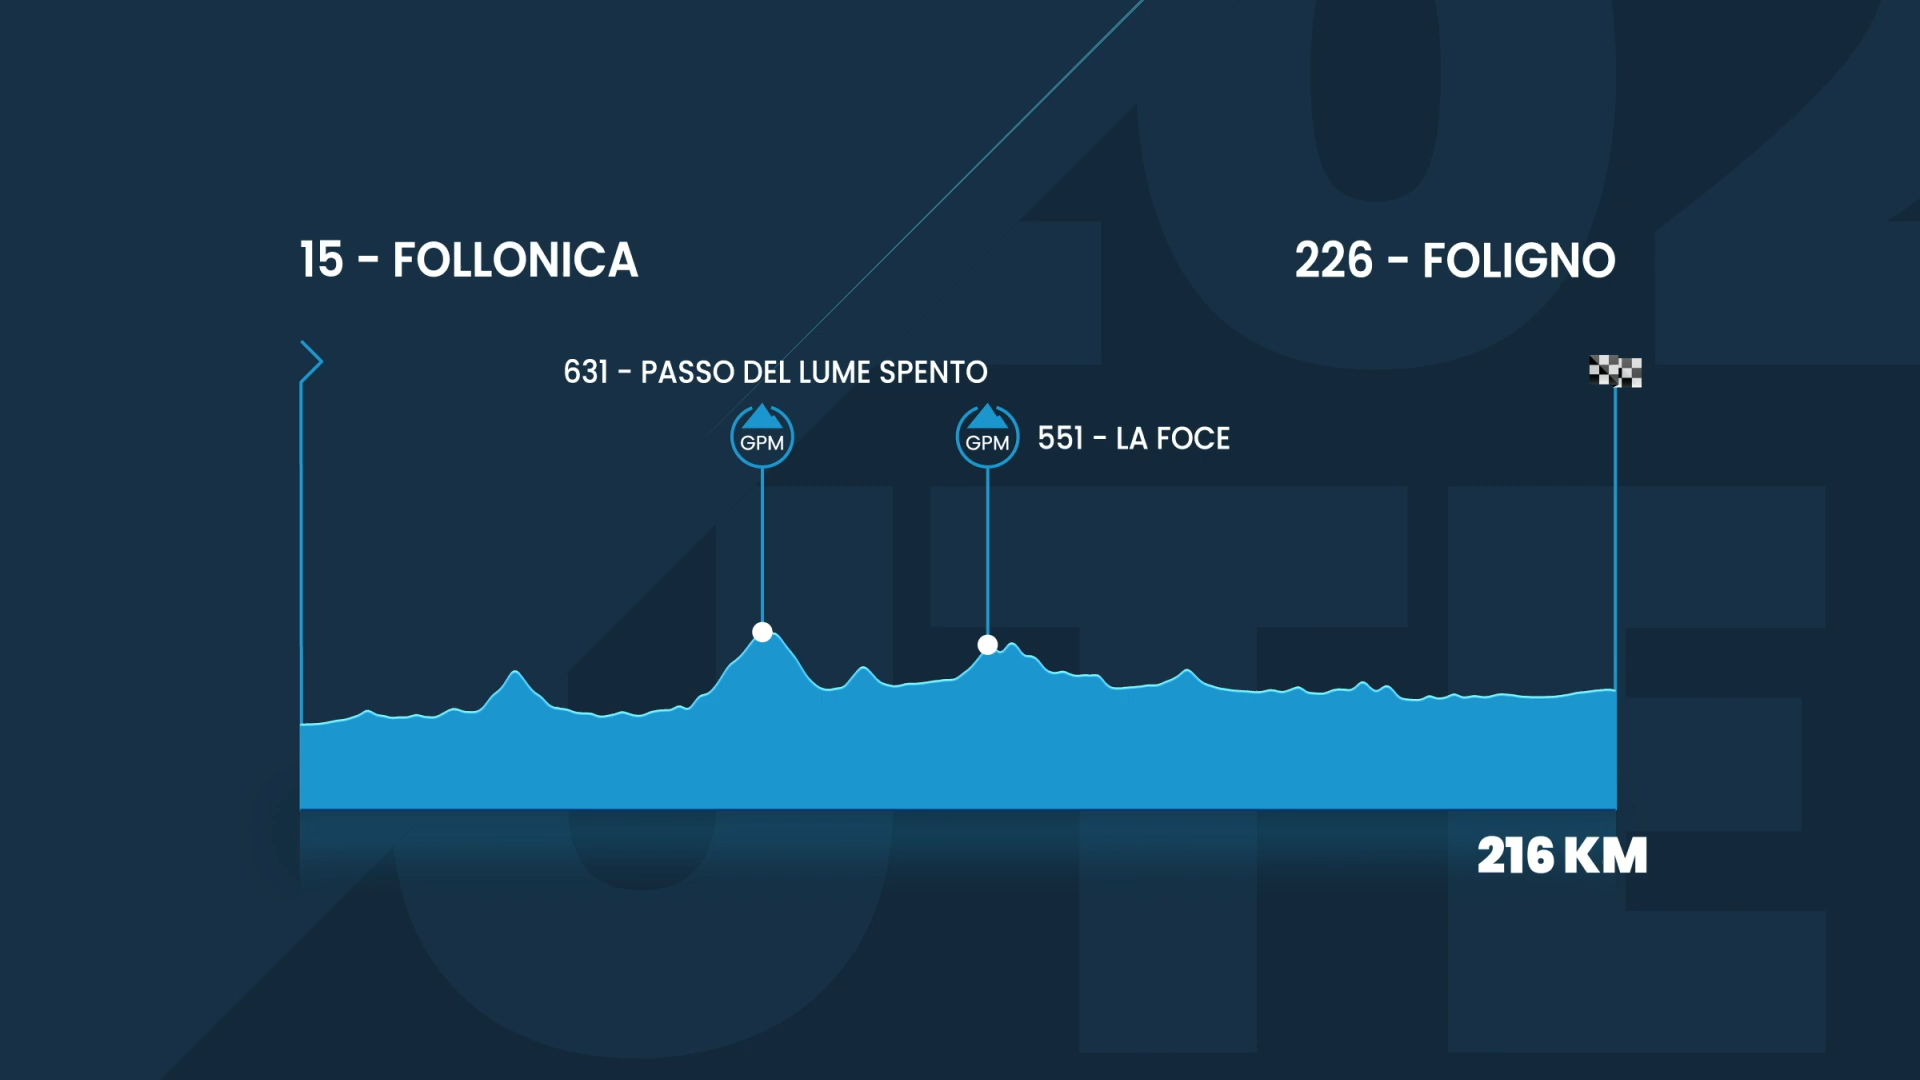 15 - FOLLONICA
226 - FOLIGNO
631 - PASSO DEL LUME SPENTO
GPM
GPM
551 - LA FOCE
216 KM